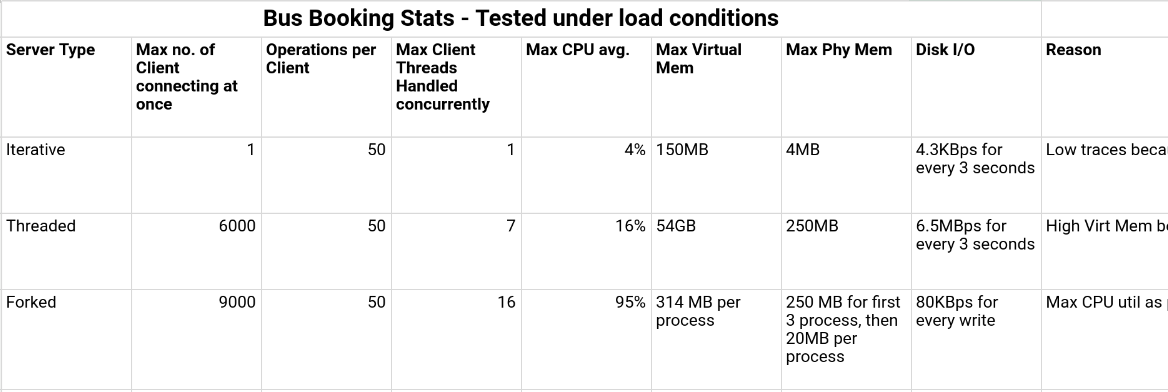 Bus Booking Stats - Tested under load conditions
Server Type
Max no. of
Client
connecting at
once
Operations per
Client
Max Client
Threads
Handled
concurrently
Max CPU avg.
Max Virtual
Mem
Max Phy Mem
Disk I/O
Reason
Iterative
1
50
1
4%
150MB
4MB
4.3KBps for
every 3 seconds
Low traces
Threaded
6000
50
7
16%
54GB
250MB
6.5MBps for
every 3 seconds
High Virt Mem
Forked
9000
50
16
95%
314 MB per
process
250 MB for first
3 process, then
20MB per
process
80KBps for
every write
Max CPU util as